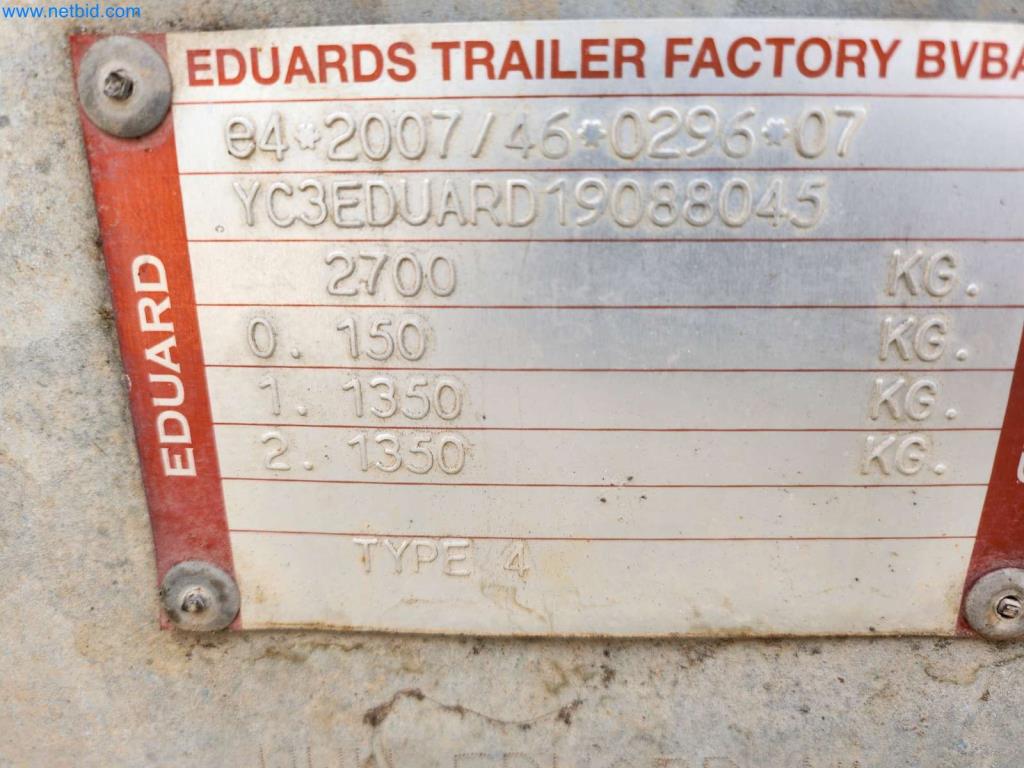 www.netbid.com
EDUARDS TRAILER FACTORY BVBA
e4*2007/46*0296*07
YC3EDUARD19088045
2700 KG.
0. 150 KG.
1. 1350 KG.
2. 1350 KG.
TYPE 4
EDUARD